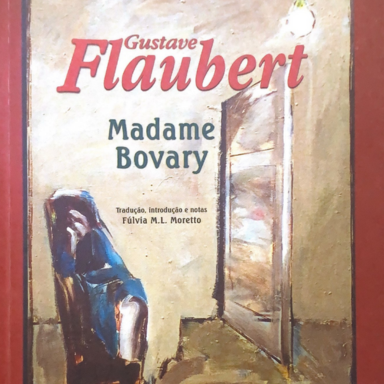 Gustave
Flaubert
Madame
Bovary
Tradução, introdução e notas
Fúlvia M.L. Moretto